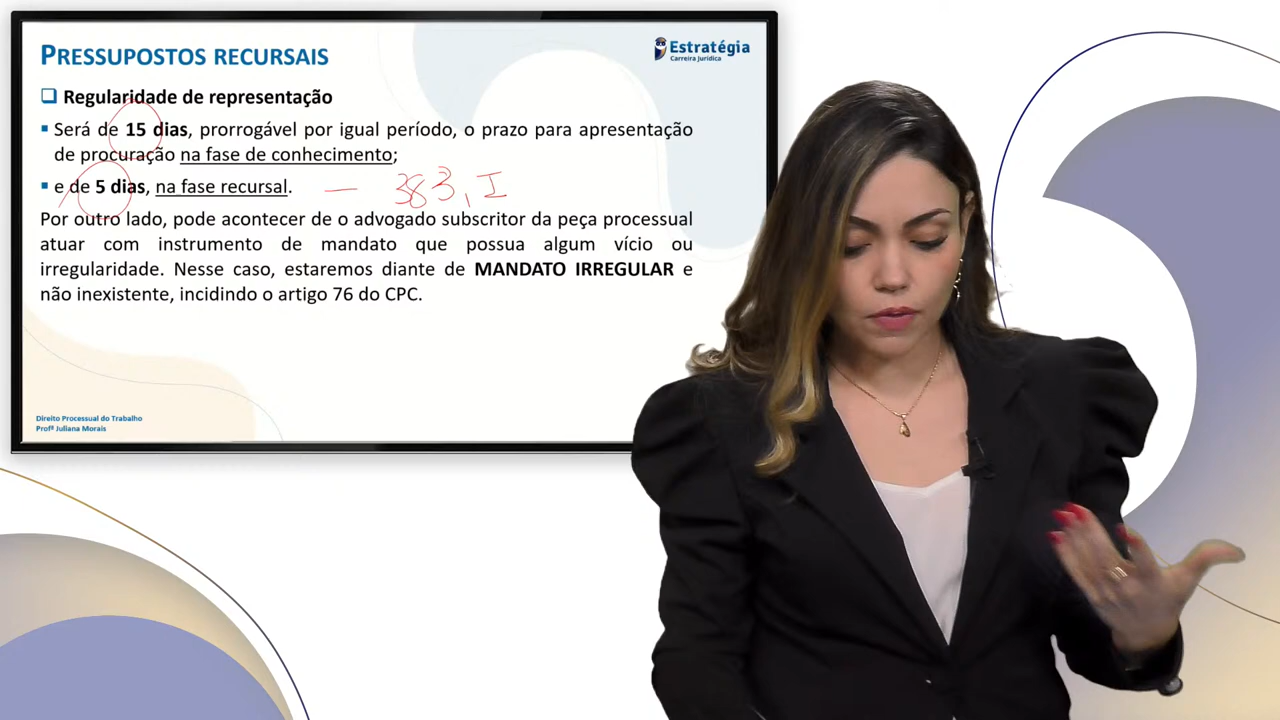 PRESSUPOSTOS RECURSAIS
Estratégia
Carreira Jurídica
Regularidade de representação
Será de 15 dias, prorrogável por igual período, o prazo para apresentação
de procuração na fase de conhecimento;
e de 5 dias, na fase recursal. — 383, I
Por outro lado, pode acontecer de o advogado subscritor da peça processual
atuar com instrumento de mandato que possua algum vício ou
irregularidade. Nesse caso, estaremos diante de MANDATO IRREGULAR e
não inexistente, incidindo o artigo 76 do CPC.
Direito Processual do Trabalho
Profª Juliana Morais